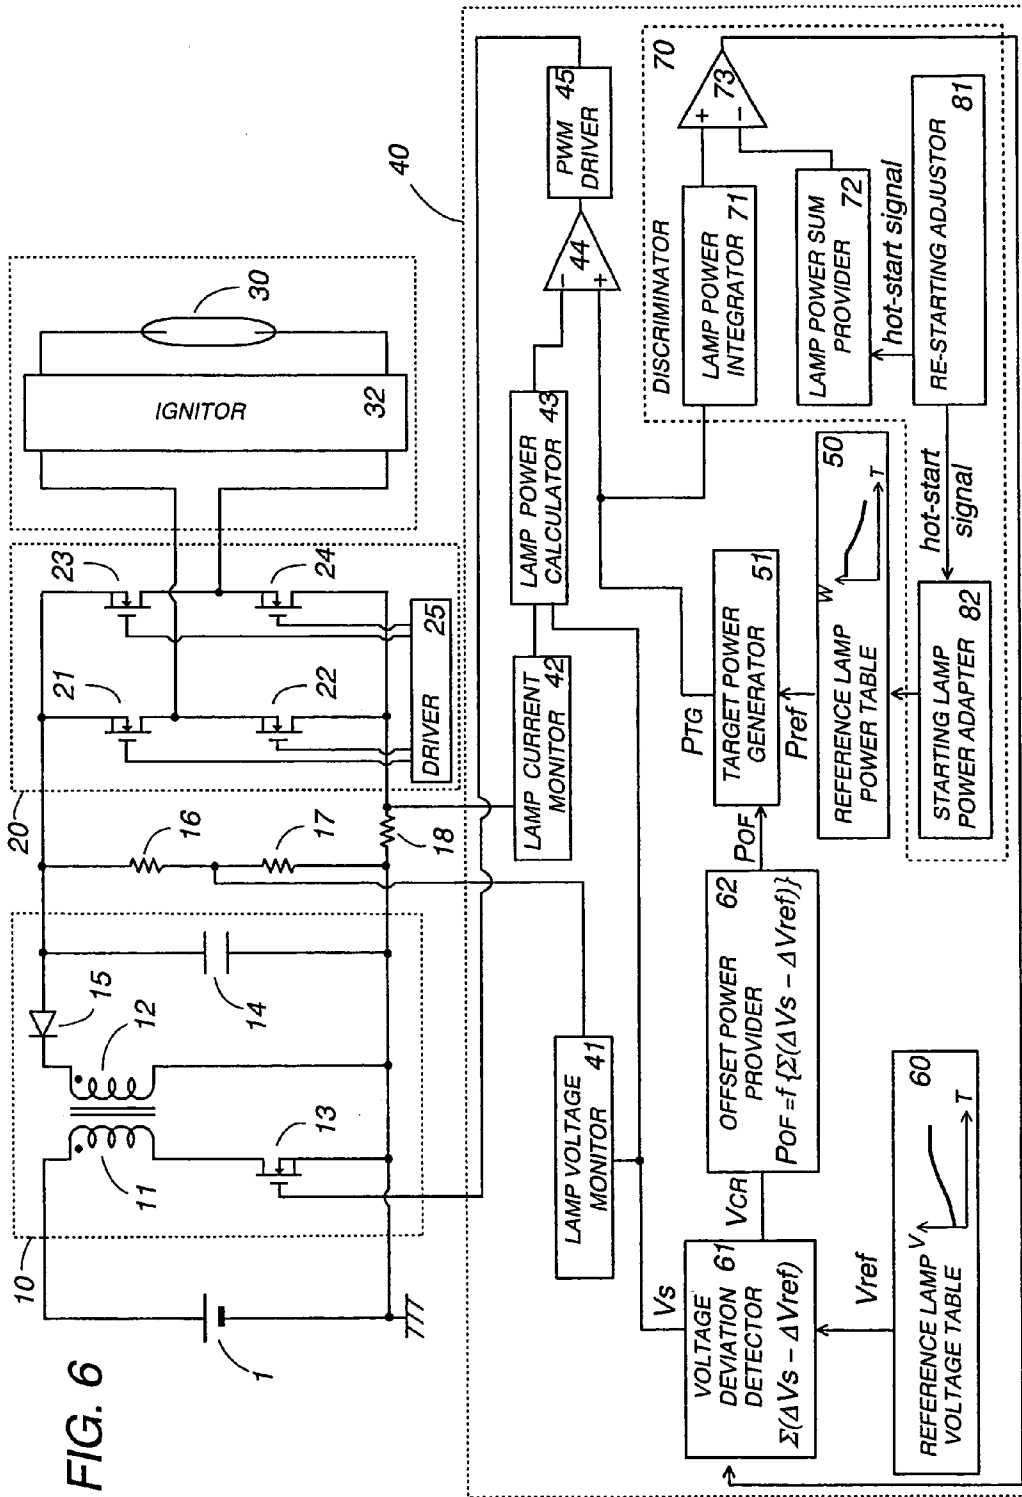 FIG. 6
10
1
11
12
13
14
15
16
17
18
20
21
22
23
24
DRIVER 25
IGNITOR 32
30
40
LAMP VOLTAGE
MONITOR 41
LAMP CURRENT
MONITOR 42
LAMP POWER
CALCULATOR 43
44
−
+
PWM 45
DRIVER
Vs
VOLTAGE 61
DEVIATION
DETECTOR
Σ(ΔVs − ΔVref)
VCR
OFFSET POWER 62
PROVIDER
POF = f {Σ(ΔVs − ΔVref)}
POF
TARGET POWER
GENERATOR 51
PTG
Pref
DISCRIMINATOR
70
LAMP POWER
INTEGRATOR 71
+
−
73
LAMP POWER SUM
PROVIDER 72
hot-start signal
RE-STARTING ADJUSTOR 81
hot-start
signal
REFERENCE LAMP
POWER TABLE
W
T
50
STARTING LAMP
POWER ADAPTER 82
Vref
REFERENCE LAMP
VOLTAGE TABLE
V
T
60